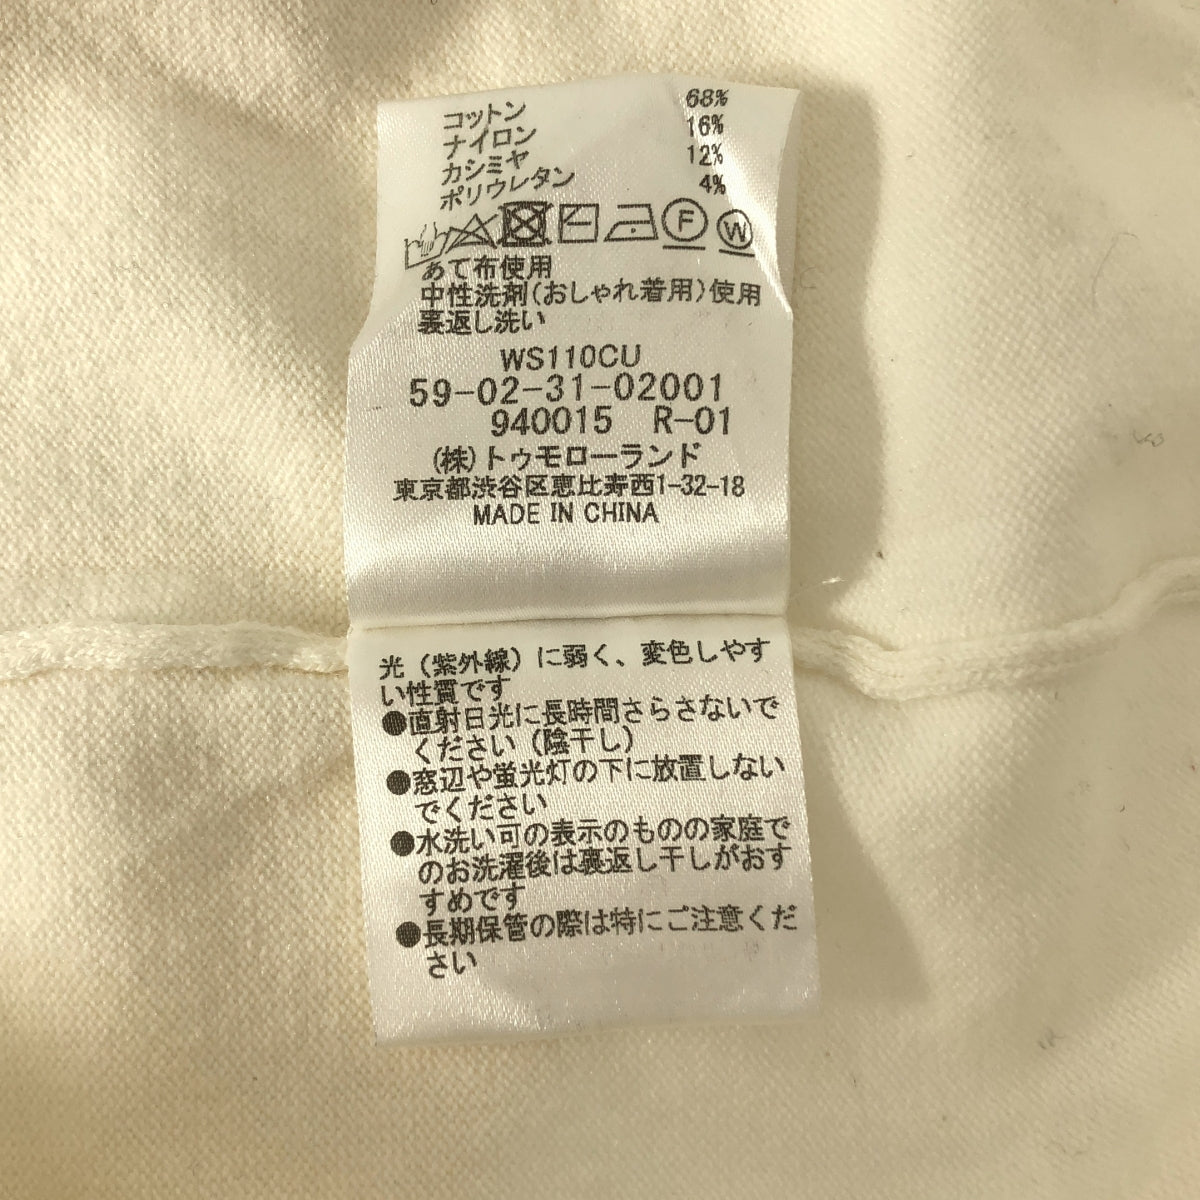 コットン 68%
ナイロン 16%
カシミヤ 12%
ポリウレタン 4%
F W
あて布使用
中性洗剤(おしゃれ着用)使用
裏返し洗い
WS110CU
59-02-31-02001
940015 R-01
(株)トゥモローランド
東京都渋谷区恵比寿西1-32-18
MADE IN CHINA
光(紫外線)に弱く、変色しやす
い性質です
●直射日光に長時間さらさないで
ください(陰干し)
●窓辺や蛍光灯の下に放置しない
でください
●水洗い可の表示のものの家庭で
のお洗濯後は裏返し干しがおす
すめです
●長期保管の際は特にご注意くだ
さい